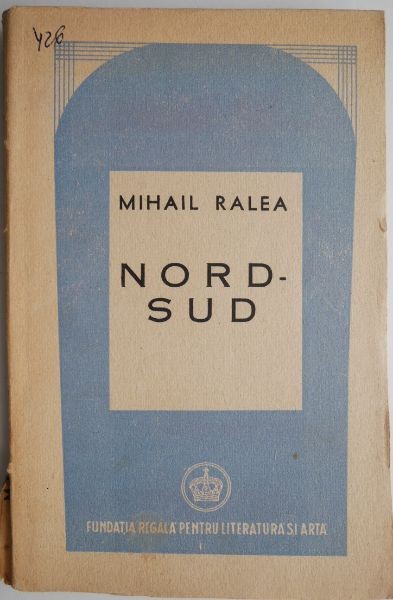 426
MIHAIL RALEA
NORD-
SUD
FUNDAȚIA REGALĂ PENTRU LITERATURĂ ȘI ARTĂ